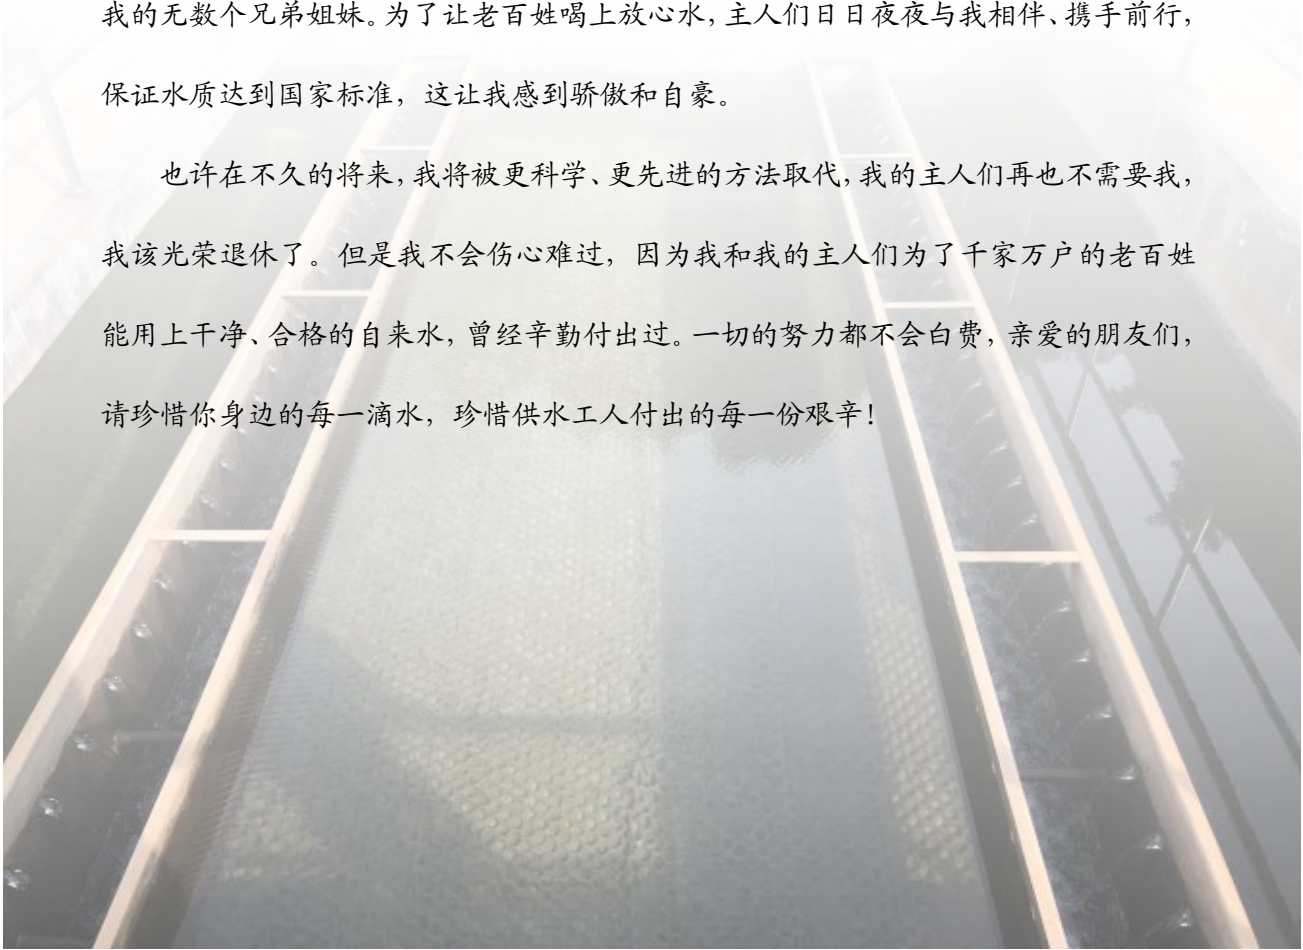 我的无数个兄弟姐妹。为了让老百姓喝上放心水，主人们日日夜夜与我相伴、携手前行，
保证水质达到国家标准，这让我感到骄傲和自豪。
也许在不久的将来，我将被更科学、更先进的方法取代，我的主人们再也不需要我，
我该光荣退休了。但是我不会伤心难过，因为我和我的主人们为了千家万户的老百姓
能用上干净、合格的自来水，曾经辛勤付出过。一切的努力都不会白费，亲爱的朋友们，
请珍惜你身边的每一滴水，珍惜供水工人付出的每一份艰辛！